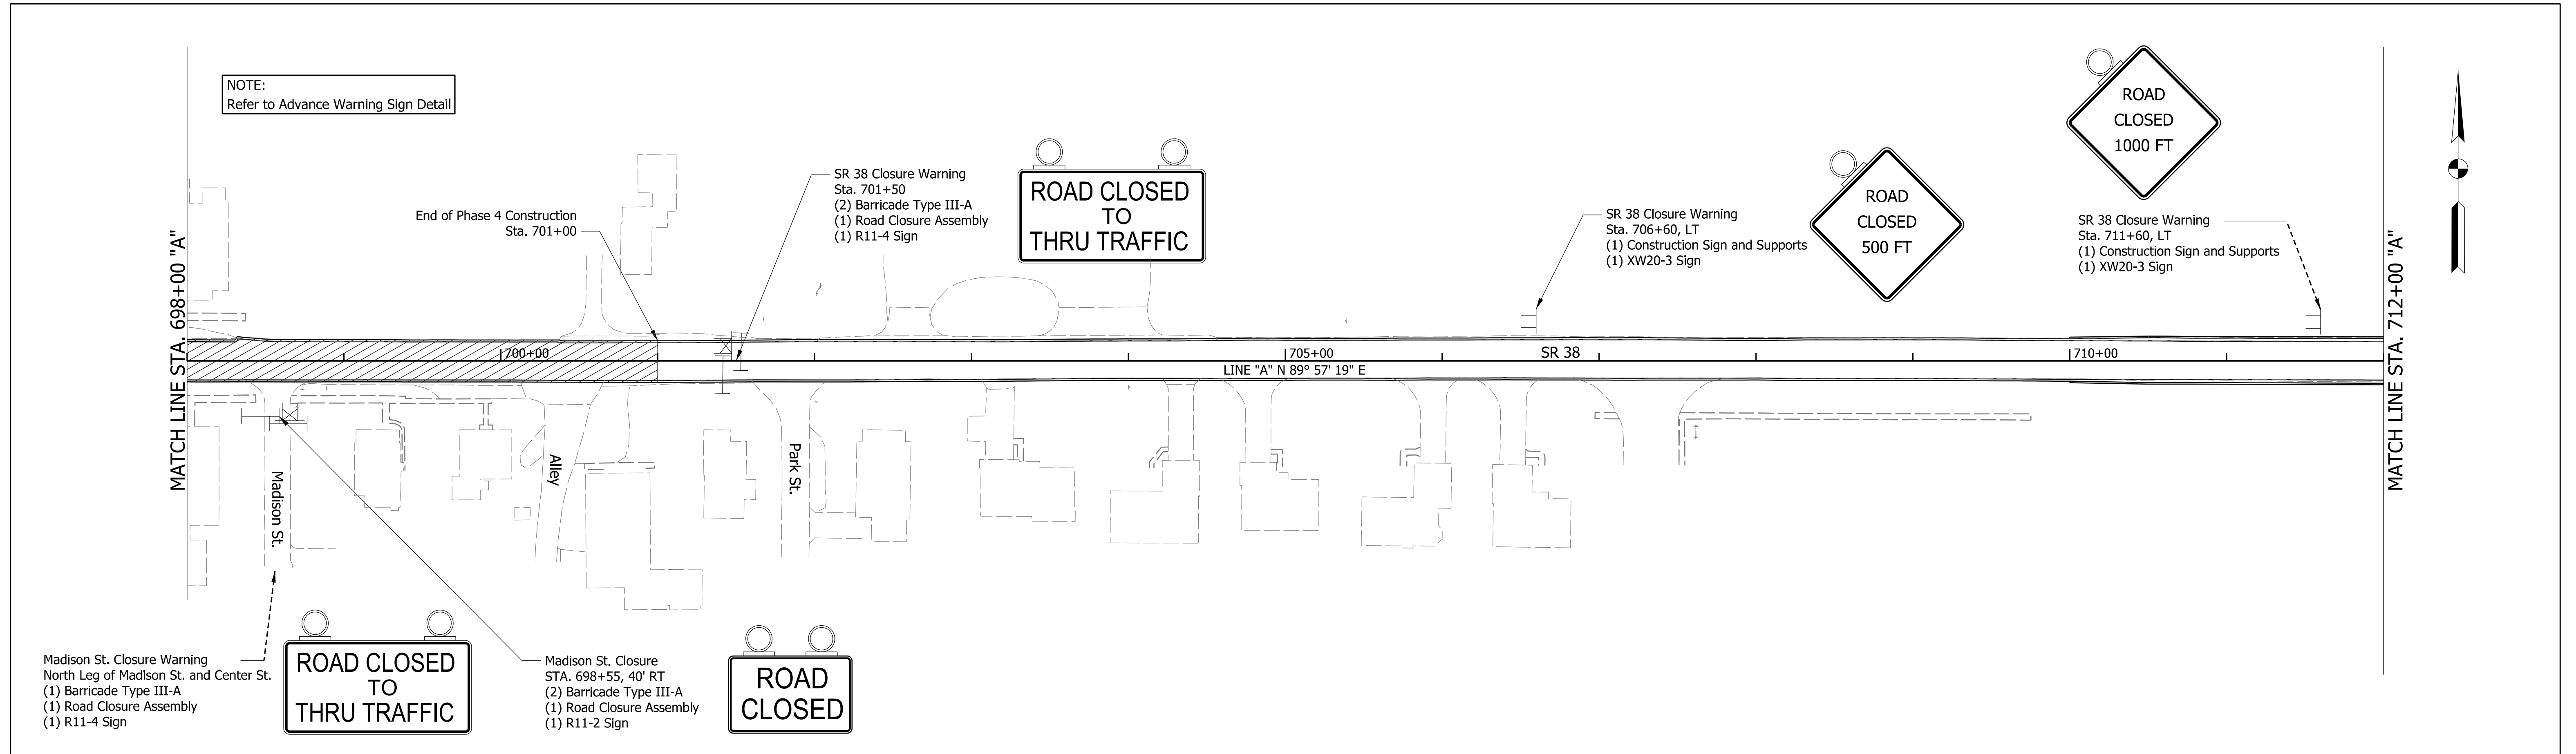 NOTE:
Refer to Advance Warning Sign Detail
MATCH LINE STA. 698+00 "A"
End of Phase 4 Construction
Sta. 701+00
SR 38 Closure Warning
Sta. 701+50
(2) Barricade Type III-A
(1) Road Closure Assembly
(1) R11-4 Sign
ROAD CLOSED
TO
THRU TRAFFIC
SR 38 Closure Warning
Sta. 706+60, LT
(1) Construction Sign and Supports
(1) XW20-3 Sign
ROAD
CLOSED
500 FT
ROAD
CLOSED
1000 FT
SR 38 Closure Warning
Sta. 711+60, LT
(1) Construction Sign and Supports
(1) XW20-3 Sign
MATCH LINE STA. 712+00 "A"
700+00
705+00
SR 38
710+00
LINE "A" N 89° 57' 19" E
Madison St.
Alley
Park St.
Madison St. Closure Warning
North Leg of Madison St. and Center St.
(1) Barricade Type III-A
(1) Road Closure Assembly
(1) R11-4 Sign
ROAD CLOSED
TO
THRU TRAFFIC
Madison St. Closure
STA. 698+55, 40' RT
(2) Barricade Type III-A
(1) Road Closure Assembly
(1) R11-2 Sign
ROAD
CLOSED